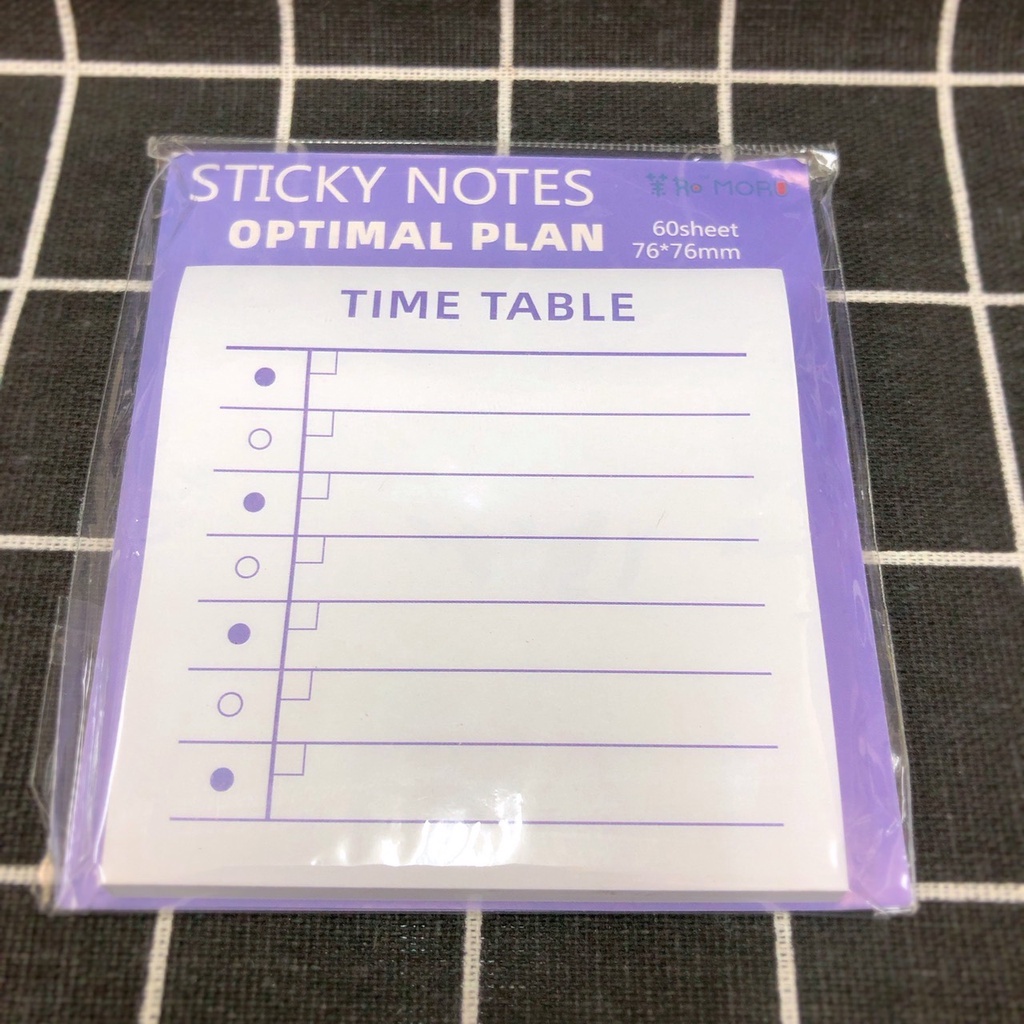 STICKY NOTES
OPTIMAL PLAN
60sheet
76*76mm
TIME TABLE